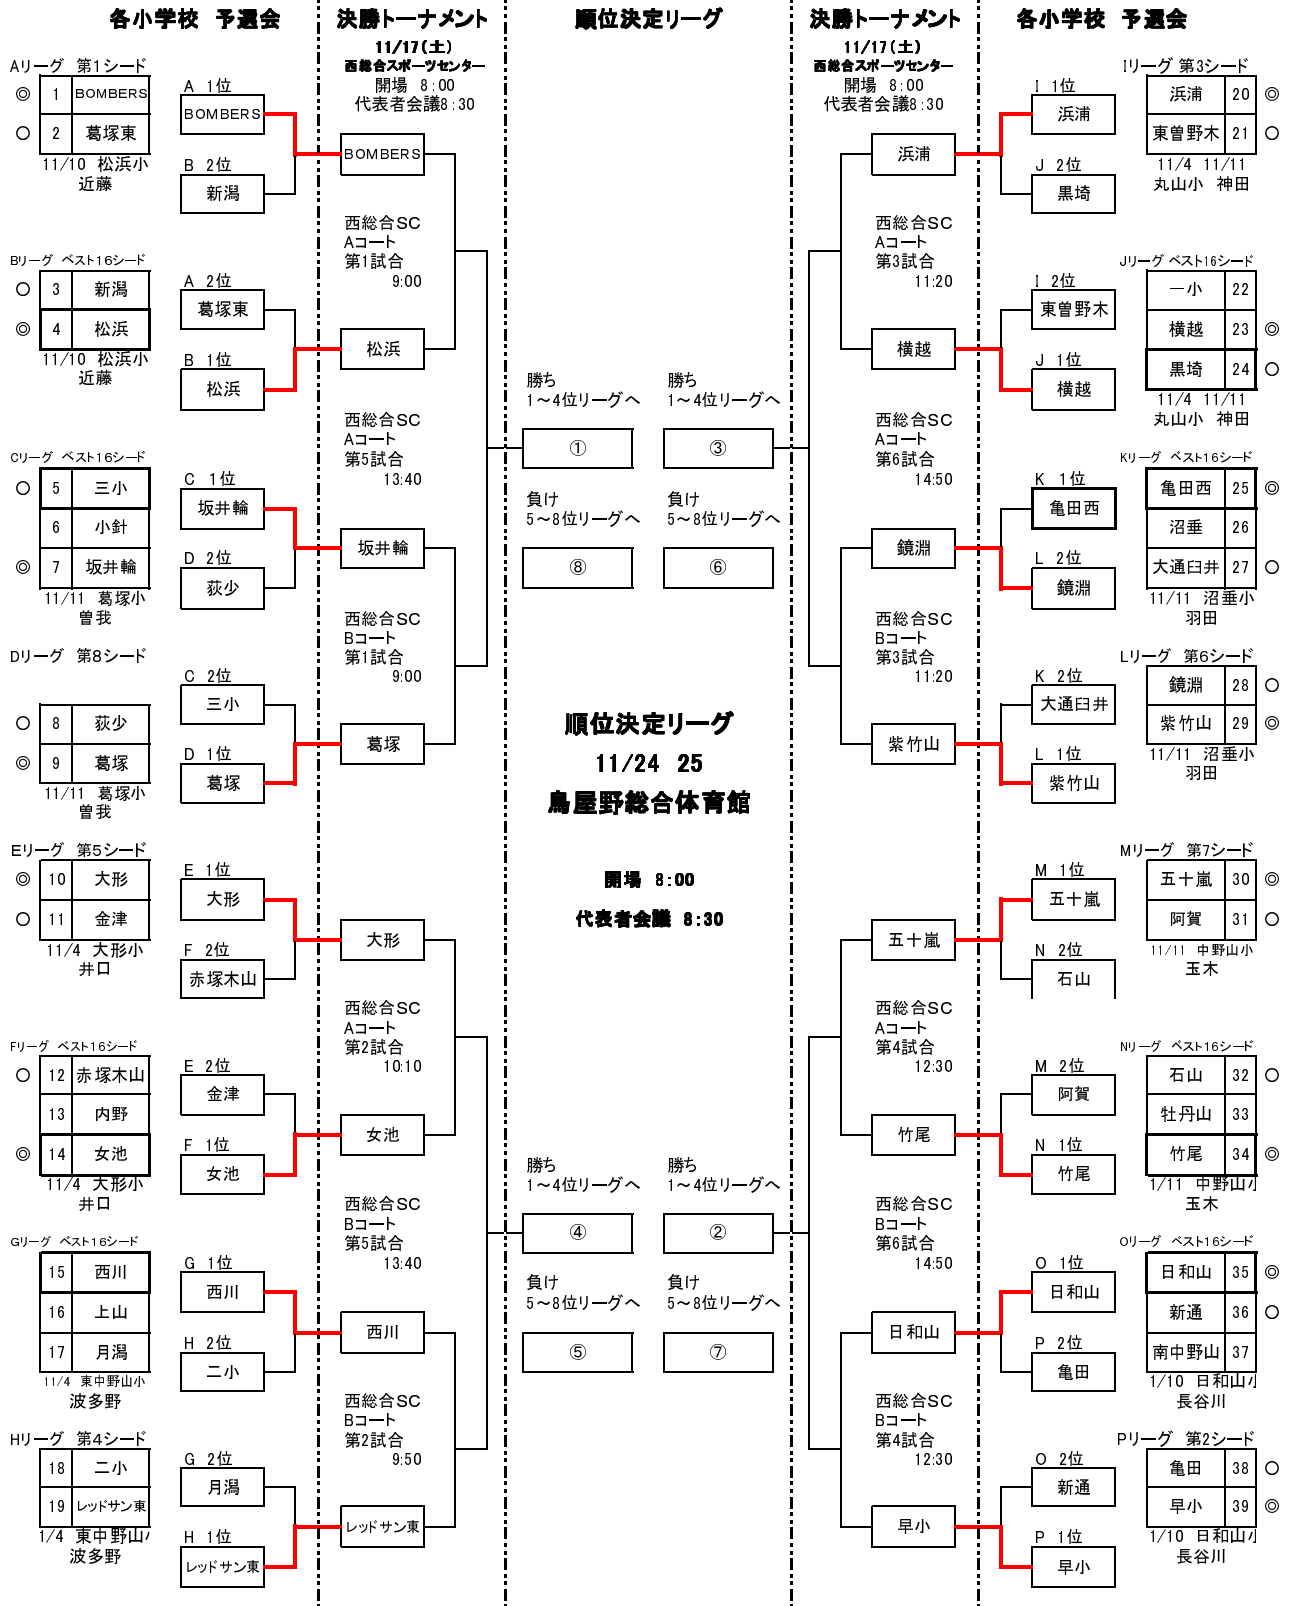 各小学校 予選会
決勝トーナメント
順位決定リーグ
決勝トーナメント
各小学校 予選会
11/17(土)
西総合スポーツセンター
開場 8:00
代表者会議8:30
11/17(土)
西総合スポーツセンター
開場 8:00
代表者会議8:30
Aリーグ 第1シード
◎ 1 BOMBERS
○ 2 葛塚東
11/10 松浜小
近藤
Bリーグ ベスト16シード
○ 3 新潟
◎ 4 松浜
11/10 松浜小
近藤
Cリーグ ベスト16シード
○ 5 三小
6 小針
◎ 7 坂井輪
11/11 葛塚小
曽我
Dリーグ 第8シード
○ 8 荻少
◎ 9 葛塚
11/11 葛塚小
曽我
Eリーグ 第5シード
◎ 10 大形
○ 11 金津
11/4 大形小
井口
Fリーグ ベスト16シード
○ 12 赤塚木山
13 内野
◎ 14 女池
11/4 大形小
井口
Gリーグ ベスト16シード
15 西川
16 上山
17 月潟
11/4 東中野山小
波多野
Hリーグ 第4シード
18 二小
19 レッドサン東
1/4 東中野山小
波多野
A 1位
BOMBERS
B 2位
新潟
A 2位
葛塚東
B 1位
松浜
C 1位
坂井輪
D 2位
荻少
C 2位
三小
D 1位
葛塚
E 1位
大形
F 2位
赤塚木山
E 2位
金津
F 1位
女池
G 1位
西川
H 2位
二小
G 2位
月潟
H 1位
レッドサン東
BOMBERS
西総合SC
Aコート
第1試合
9:00
松浜
西総合SC
Aコート
第5試合
13:40
坂井輪
西総合SC
Bコート
第1試合
9:00
葛塚
大形
西総合SC
Aコート
第2試合
10:10
女池
西総合SC
Bコート
第5試合
13:40
西川
西総合SC
Bコート
第2試合
9:50
レッドサン東
勝ち
1～4位リーグへ
①
負け
5～8位リーグへ
⑧
勝ち
1～4位リーグへ
③
負け
5～8位リーグへ
⑥
順位決定リーグ
11/24 25
鳥屋野総合体育館
開場 8:00
代表者会議 8:30
勝ち
1～4位リーグへ
④
負け
5～8位リーグへ
⑤
勝ち
1～4位リーグへ
②
負け
5～8位リーグへ
⑦
浜浦
西総合SC
Aコート
第3試合
11:20
横越
西総合SC
Aコート
第6試合
14:50
鏡淵
西総合SC
Bコート
第3試合
11:20
紫竹山
五十嵐
西総合SC
Aコート
第4試合
12:30
竹尾
西総合SC
Bコート
第6試合
14:50
日和山
西総合SC
Bコート
第4試合
12:30
早小
I 1位
浜浦
J 2位
黒埼
I 2位
東曽野木
J 1位
横越
K 1位
亀田西
L 2位
鏡淵
K 2位
大通臼井
L 1位
紫竹山
M 1位
五十嵐
N 2位
石山
M 2位
阿賀
N 1位
竹尾
O 1位
日和山
P 2位
亀田
O 2位
新通
P 1位
早小
Iリーグ 第3シード
浜浦 20 ◎
東曽野木 21 ○
11/4 11/11
丸山小 神田
Jリーグ ベスト16シード
一小 22
横越 23 ◎
黒埼 24 ○
11/4 11/11
丸山小 神田
Kリーグ ベスト16シード
亀田西 25 ◎
沼垂 26
大通臼井 27 ○
11/11 沼垂小
羽田
Lリーグ 第6シード
鏡淵 28 ○
紫竹山 29 ◎
11/11 沼垂小
羽田
Mリーグ 第7シード
五十嵐 30 ◎
阿賀 31 ○
11/11 中野山小
玉木
Nリーグ ベスト16シード
石山 32 ○
牡丹山 33
竹尾 34 ◎
1/11 中野山小
玉木
Oリーグ ベスト16シード
日和山 35 ◎
新通 36 ○
南中野山 37
1/10 日和山小
長谷川
Pリーグ 第2シード
亀田 38 ○
早小 39 ◎
1/10 日和山小
長谷川